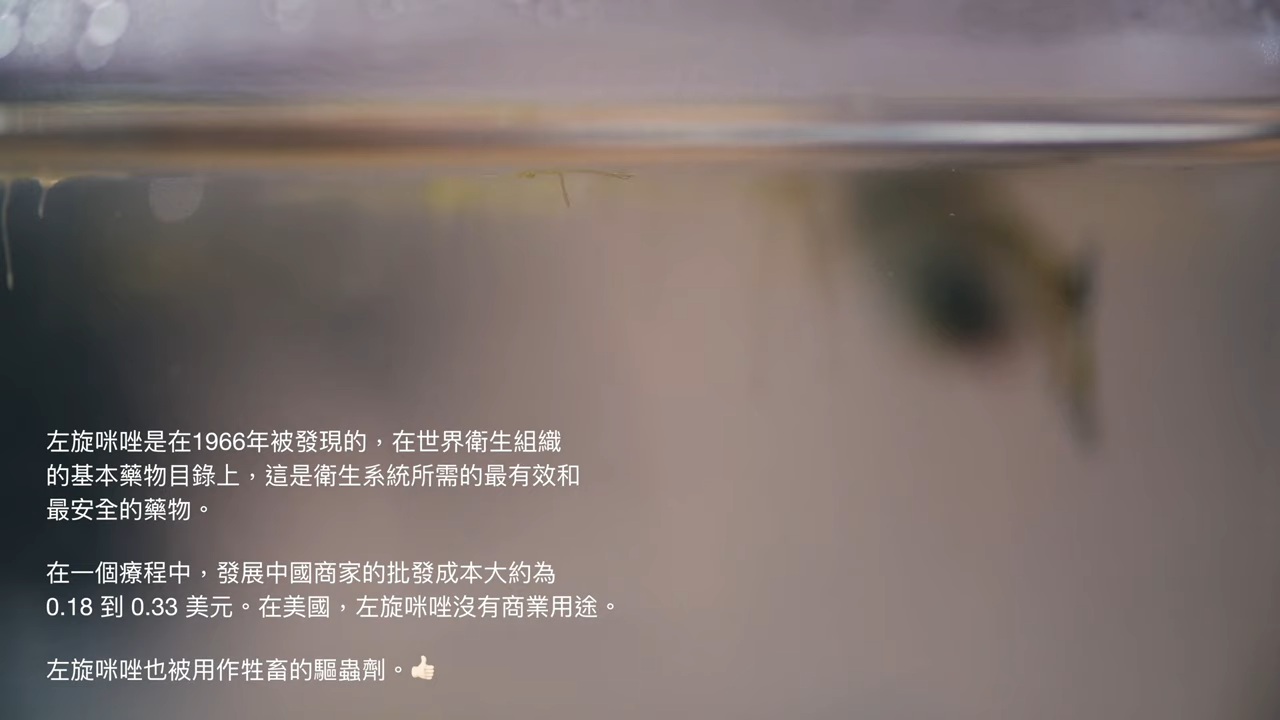 左旋咪唑是在1966年被發現的，在世界衛生組織
的基本藥物目錄上，這是衛生系統所需的最有效和
最安全的藥物。
在一個療程中，發展中國商家的批發成本大約為
0.18 到 0.33 美元。在美國，左旋咪唑沒有商業用途。
左旋咪唑也被用作牲畜的驅蟲劑。👍🏻